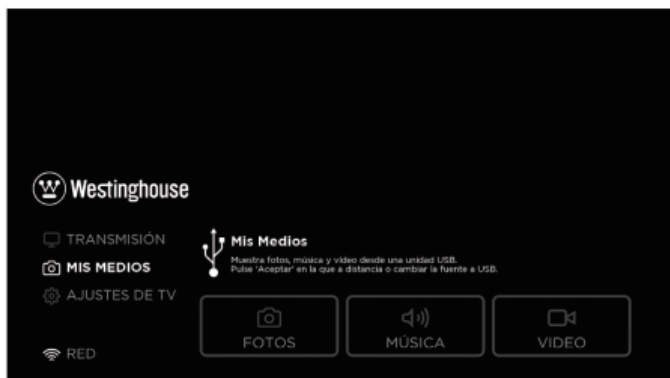 Westinghouse
TRANSMISIÓN
MIS MEDIOS
AJUSTES DE TV
RED
Mis Medios
Muestra fotos, música y vídeo desde una unidad USB.
Pulse 'Aceptar' en la que a distancia o cambiar la fuente a USB.
FOTOS
MÚSICA
VIDEO